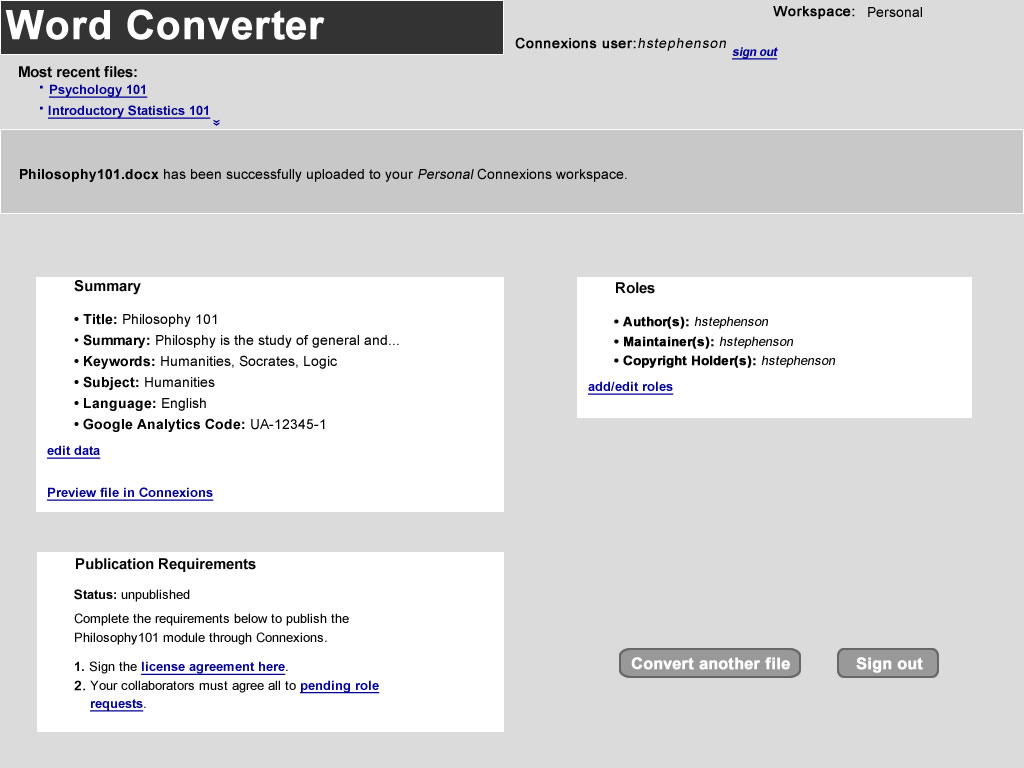 Word Converter
Workspace: Personal
Connexions user:hstephenson sign out
Most recent files:
• Psychology 101
• Introductory Statistics 101
Philosophy101.docx has been successfully uploaded to your Personal Connexions workspace.
Summary
• Title: Philosophy 101
• Summary: Philosphy is the study of general and...
• Keywords: Humanities, Socrates, Logic
• Subject: Humanities
• Language: English
• Google Analytics Code: UA-12345-1
edit data
Preview file in Connexions
Roles
• Author(s): hstephenson
• Maintainer(s): hstephenson
• Copyright Holder(s): hstephenson
add/edit roles
Publication Requirements
Status: unpublished
Complete the requirements below to publish the
Philosophy101 module through Connexions.
1. Sign the license agreement here.
2. Your collaborators must agree all to pending role
requests.
Convert another file
Sign out